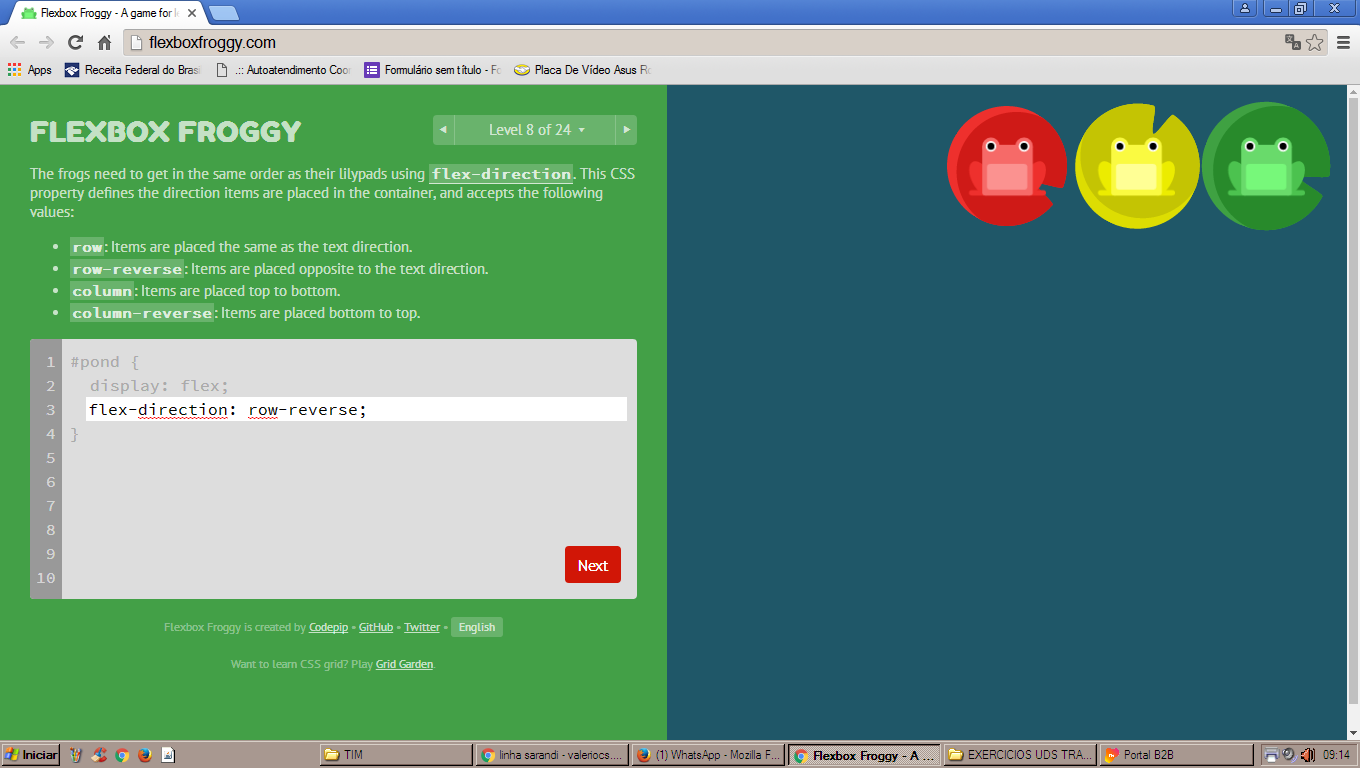 Flexbox Froggy - A game for l
flexboxfroggy.com
Apps
Receita Federal do Brasi
.:: Autoatendimento Coor
Formulário sem título - Fo
Placa De Vídeo Asus Ro
FLEXBOX FROGGY
Level 8 of 24
The frogs need to get in the same order as their lilypads using flex-direction. This CSS
property defines the direction items are placed in the container, and accepts the following
values:
• row: Items are placed the same as the text direction.
• row-reverse: Items are placed opposite to the text direction.
• column: Items are placed top to bottom.
• column-reverse: Items are placed bottom to top.
1 #pond {
2 display: flex;
3 flex-direction: row-reverse;
4 }
5
6
7
8
9
10
Next
Flexbox Froggy is created by Codepip • GitHub • Twitter • English
Want to learn CSS grid? Play Grid Garden.
Iniciar
TIM
linha sarandi - valeriocs....
(1) WhatsApp - Mozilla F...
Flexbox Froggy - A ...
EXERCICIOS UDS TRA...
Portal B2B
09:14